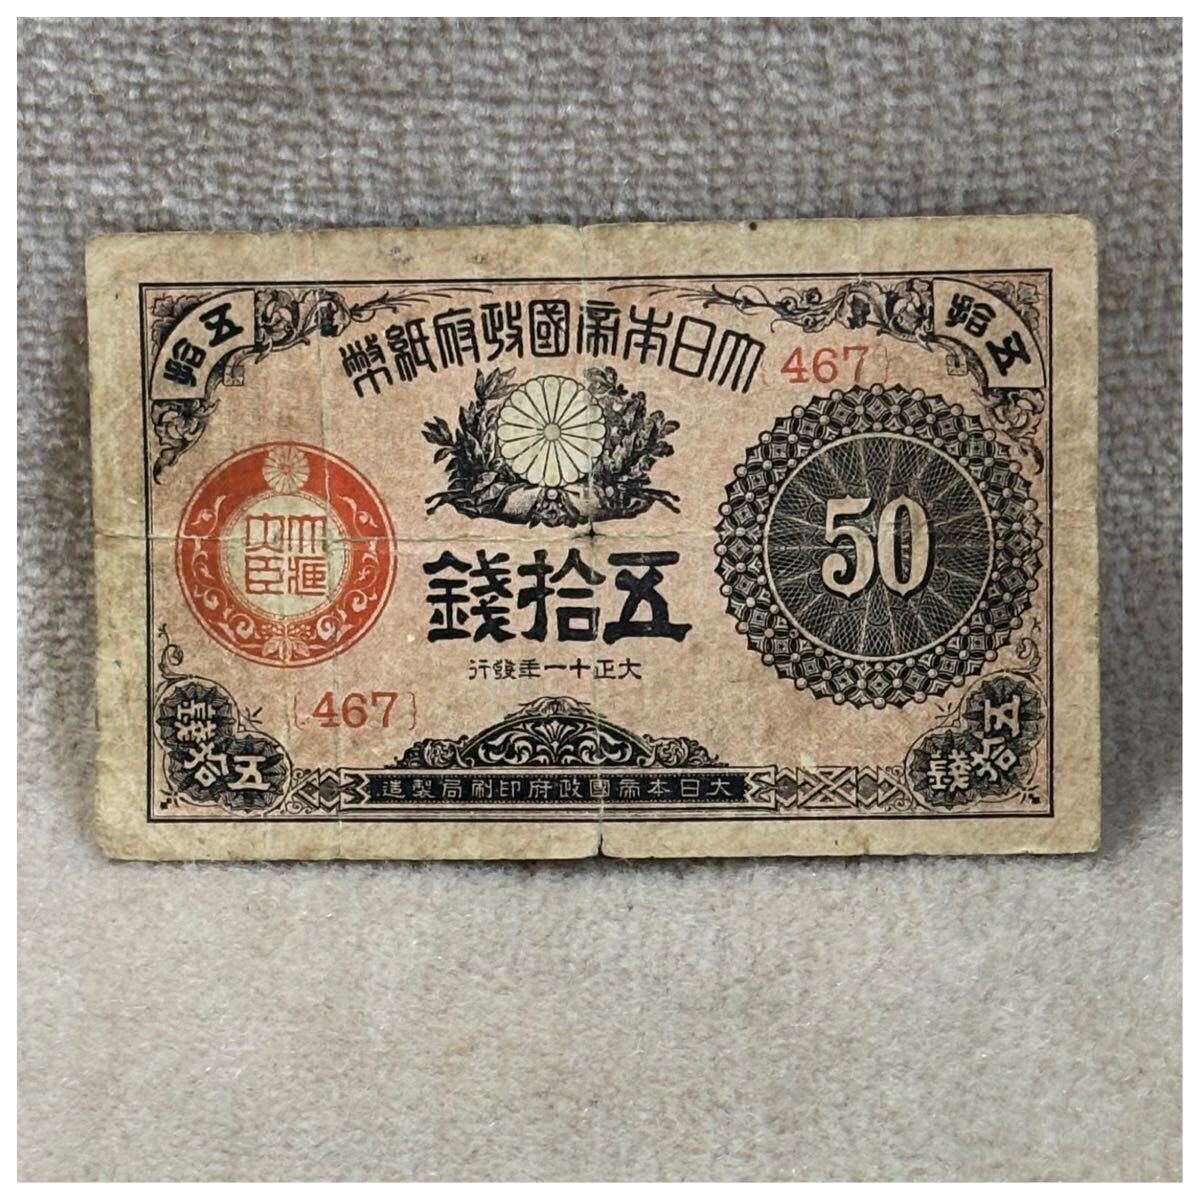 五拾
五拾
大日本帝國政府紙幣
{467}
50
大藏大臣
五拾錢
大正十一年發行
{467}
五拾錢
五拾錢
大日本帝國政府印刷局製造